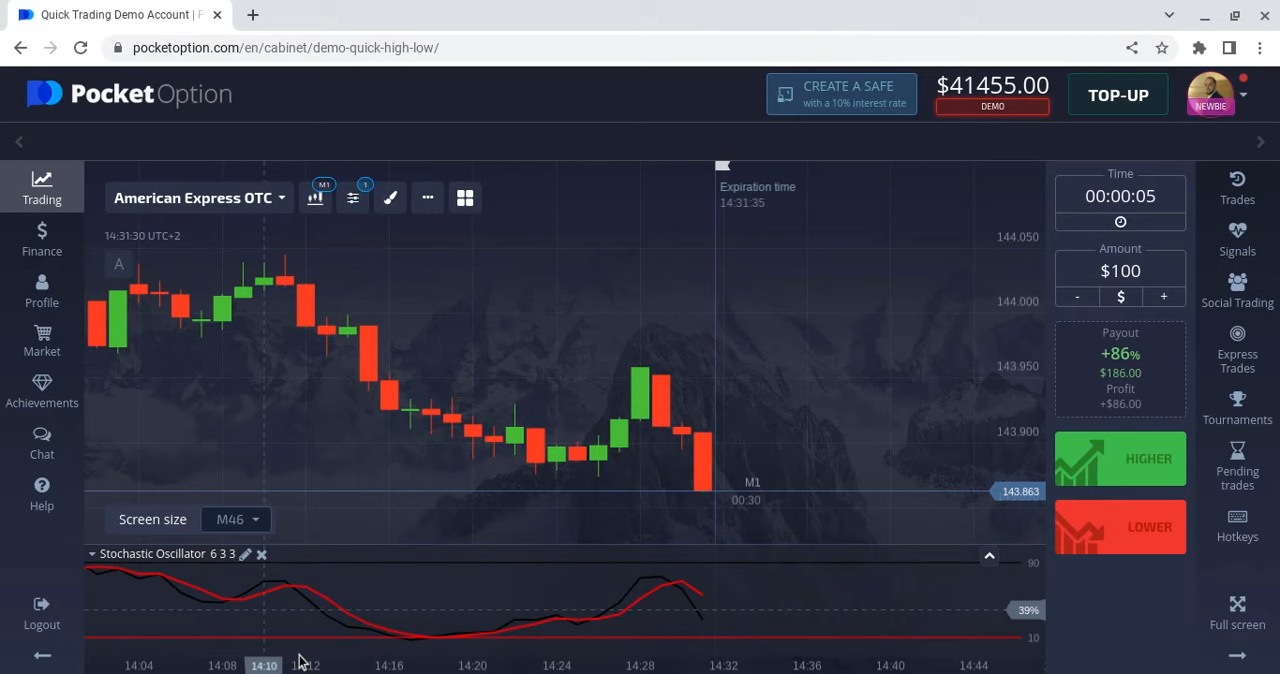 Quick Trading Demo Account | P
pocketoption.com/en/cabinet/demo-quick-high-low/
PocketOption
CREATE A SAFE
with a 10% interest rate
$41455.00
DEMO
TOP-UP
NEWBIE
Trading
Finance
Profile
Market
Achievements
Chat
Help
Logout
American Express OTC
M1
1
14:31:30 UTC+2
A
Expiration time
14:31:35
144.050
144.000
143.950
143.900
143.863
M1
00:30
Screen size
M46
Stochastic Oscillator 6 3 3
90
39%
10
14:04
14:08
14:10
14:12
14:16
14:20
14:24
14:28
14:32
14:36
14:40
14:44
Time
00:00:05
Amount
$100
-
$
+
Payout
+86%
$186.00
Profit
+$86.00
HIGHER
LOWER
Trades
Signals
Social Trading
Express
Trades
Tournaments
Pending
trades
Hotkeys
Full screen